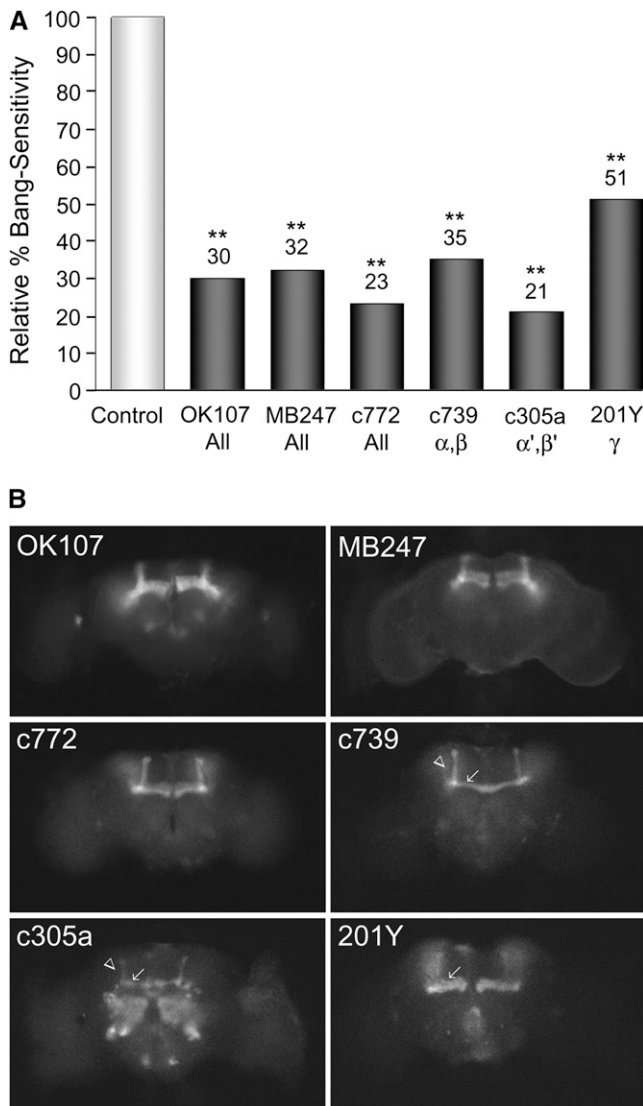 A
Relative % Bang-Sensitivity
100
90
80
70
60
50
40
30
20
10
0
**
30
**
32
**
23
**
35
**
21
**
51
Control
OK107
All
MB247
All
c772
All
c739
α,β
c305a
α',β'
201Y
γ
B
OK107
MB247
c772
c739
c305a
201Y